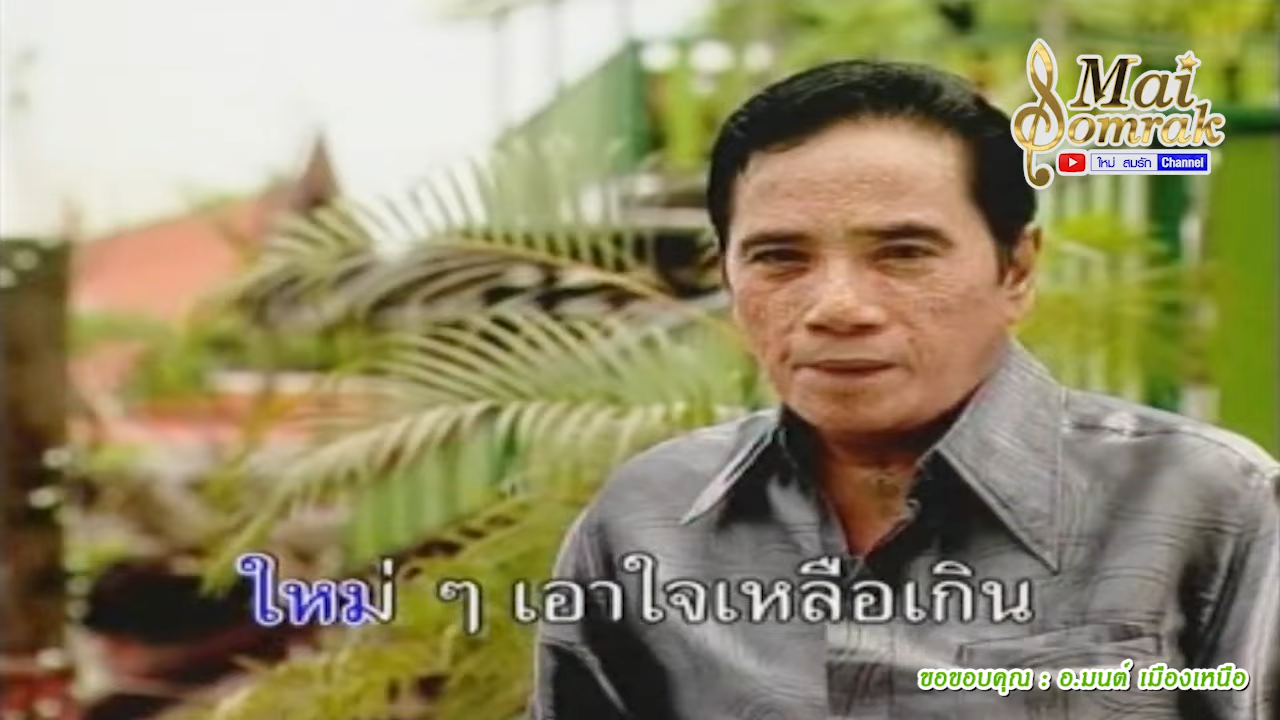 Mai
Somrak
ใหม่ สมรัก Channel
ใหม่ ๆ เอาใจเหลือเกิน
ขอขอบคุณ : อ.มนต์ เมืองเหนือ